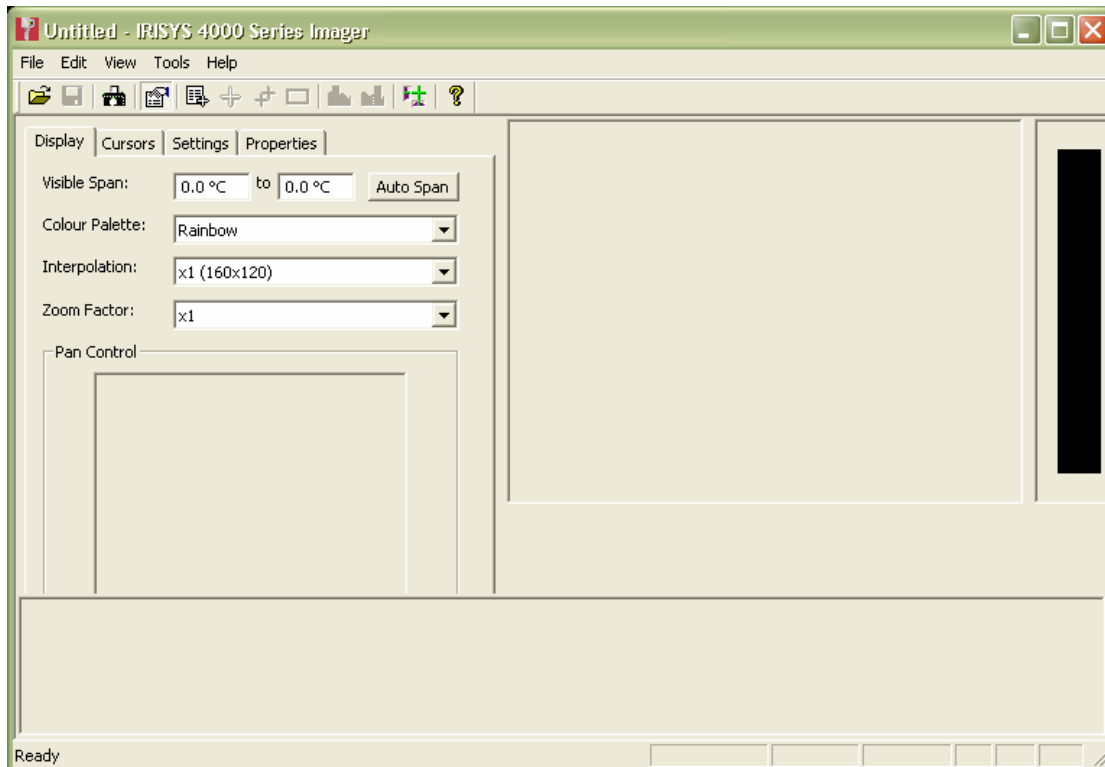 Untitled - IRISYS 4000 Series Imager
File Edit View Tools Help
Display Cursors Settings Properties
Visible Span: 0.0 °C to 0.0 °C Auto Span
Colour Palette: Rainbow
Interpolation: x1 (160x120)
Zoom Factor: x1
Pan Control
Ready